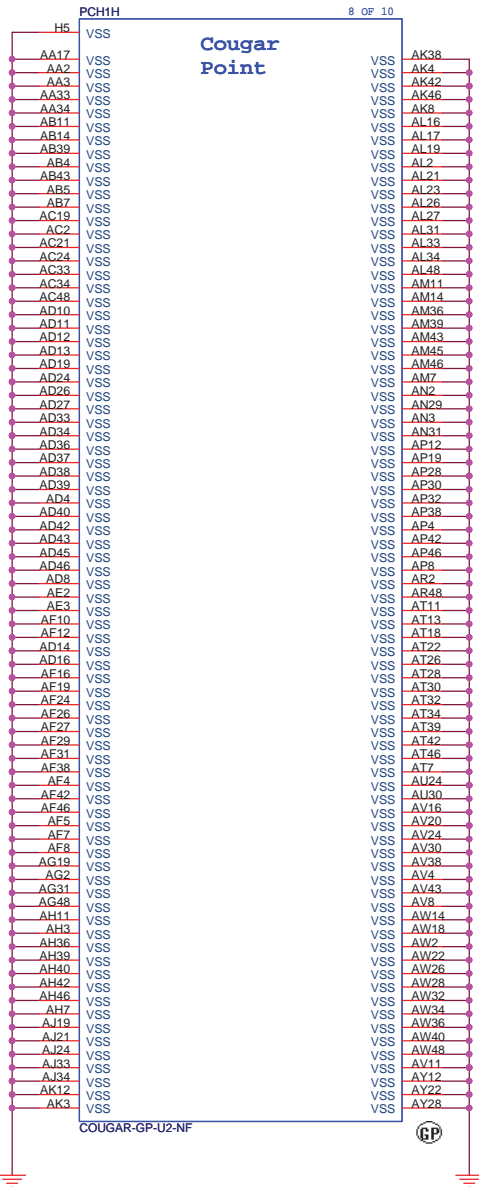 PCH1H 8 OF 10
Cougar
Point
H5 VSS
AA17 VSS VSS AK38
AA2 VSS VSS AK4
AA3 VSS VSS AK42
AA33 VSS VSS AK46
AA34 VSS VSS AK8
AB11 VSS VSS AL16
AB14 VSS VSS AL17
AB39 VSS VSS AL19
AB4 VSS VSS AL2
AB43 VSS VSS AL21
AB5 VSS VSS AL23
AB7 VSS VSS AL26
AC19 VSS VSS AL27
AC2 VSS VSS AL31
AC21 VSS VSS AL33
AC24 VSS VSS AL34
AC33 VSS VSS AL48
AC34 VSS VSS AM11
AC48 VSS VSS AM14
AD10 VSS VSS AM36
AD11 VSS VSS AM39
AD12 VSS VSS AM43
AD13 VSS VSS AM45
AD19 VSS VSS AM46
AD24 VSS VSS AM7
AD26 VSS VSS AN2
AD27 VSS VSS AN29
AD33 VSS VSS AN3
AD34 VSS VSS AN31
AD36 VSS VSS AP12
AD37 VSS VSS AP19
AD38 VSS VSS AP28
AD39 VSS VSS AP30
AD4 VSS VSS AP32
AD40 VSS VSS AP38
AD42 VSS VSS AP4
AD43 VSS VSS AP42
AD45 VSS VSS AP46
AD46 VSS VSS AP8
AD8 VSS VSS AR2
AE2 VSS VSS AR48
AE3 VSS VSS AT11
AF10 VSS VSS AT13
AF12 VSS VSS AT18
AD14 VSS VSS AT22
AD16 VSS VSS AT26
AF16 VSS VSS AT28
AF19 VSS VSS AT30
AF24 VSS VSS AT32
AF26 VSS VSS AT34
AF27 VSS VSS AT39
AF29 VSS VSS AT42
AF31 VSS VSS AT46
AF38 VSS VSS AT7
AF4 VSS VSS AU24
AF42 VSS VSS AU30
AF46 VSS VSS AV16
AF5 VSS VSS AV20
AF7 VSS VSS AV24
AF8 VSS VSS AV30
AG19 VSS VSS AV38
AG2 VSS VSS AV4
AG31 VSS VSS AV43
AG48 VSS VSS AV8
AH11 VSS VSS AW14
AH3 VSS VSS AW18
AH36 VSS VSS AW2
AH39 VSS VSS AW22
AH40 VSS VSS AW26
AH42 VSS VSS AW28
AH46 VSS VSS AW32
AH7 VSS VSS AW34
AJ19 VSS VSS AW36
AJ21 VSS VSS AW40
AJ24 VSS VSS AW48
AJ33 VSS VSS AV11
AJ34 VSS VSS AY12
AK12 VSS VSS AY22
AK3 VSS VSS AY28
COUGAR-GP-U2-NF GP